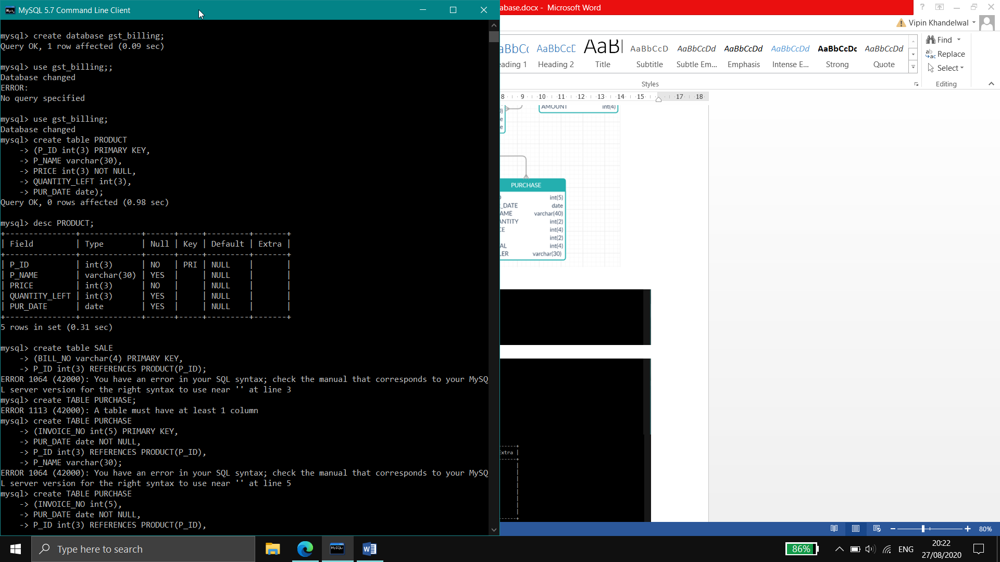 MySQL 5.7 Command Line Client
mysql> create database gst_billing;
Query OK, 1 row affected (0.09 sec)
mysql> use gst_billing;;
Database changed
ERROR:
No query specified
mysql> use gst_billing;
Database changed
mysql> create table PRODUCT
-> (P_ID int(3) PRIMARY KEY,
-> P_NAME varchar(30),
-> PRICE int(3) NOT NULL,
-> QUANTITY_LEFT int(3),
-> PUR_DATE date);
Query OK, 0 rows affected (0.98 sec)
mysql> desc PRODUCT;
+---------------+-------------+------+-----+---------+-------+
| Field | Type | Null | Key | Default | Extra |
+---------------+-------------+------+-----+---------+-------+
| P_ID | int(3) | NO | PRI | NULL | |
| P_NAME | varchar(30) | YES | | NULL | |
| PRICE | int(3) | NO | | NULL | |
| QUANTITY_LEFT | int(3) | YES | | NULL | |
| PUR_DATE | date | YES | | NULL | |
+---------------+-------------+------+-----+---------+-------+
5 rows in set (0.31 sec)
mysql> create table SALE
-> (BILL_NO varchar(4) PRIMARY KEY,
-> P_ID int(3) REFERENCES PRODUCT(P_ID);
ERROR 1064 (42000): You have an error in your SQL syntax; check the manual that corresponds to your MySQ
L server version for the right syntax to use near '' at line 3
mysql> create TABLE PURCHASE;
ERROR 1113 (42000): A table must have at least 1 column
mysql> create TABLE PURCHASE
-> (INVOICE_NO int(5) PRIMARY KEY,
-> PUR_DATE date NOT NULL,
-> P_ID int(3) REFERENCES PRODUCT(P_ID),
-> P_NAME varchar(30);
ERROR 1064 (42000): You have an error in your SQL syntax; check the manual that corresponds to your MySQ
L server version for the right syntax to use near '' at line 5
mysql> create TABLE PURCHASE
-> (INVOICE_NO int(5),
-> PUR_DATE date NOT NULL,
-> P_ID int(3) REFERENCES PRODUCT(P_ID),
abase.docx - Microsoft Word
Vipin Khandelwal
aBbCc AaBbCcD AaBl AaBbCcD AaBbCcDd AaBbCcDd AaBbCcDd AaBbCcDc AaBbCcDd
eading 1 Heading 2 Title Subtitle Subtle Em... Emphasis Intense E... Strong Quote
Styles
Find
Replace
Select
Editing
8 9 10 11 12 13 14 15 17 18
AMOUNT int(4)
PURCHASE
int(5)
_DATE date
AME varchar(40)
ANTITY int(2)
CE int(4)
int(2)
AL int(4)
LER varchar(30)
Extra |
80%
Type here to search
86%
ENG
20:22
27/08/2020